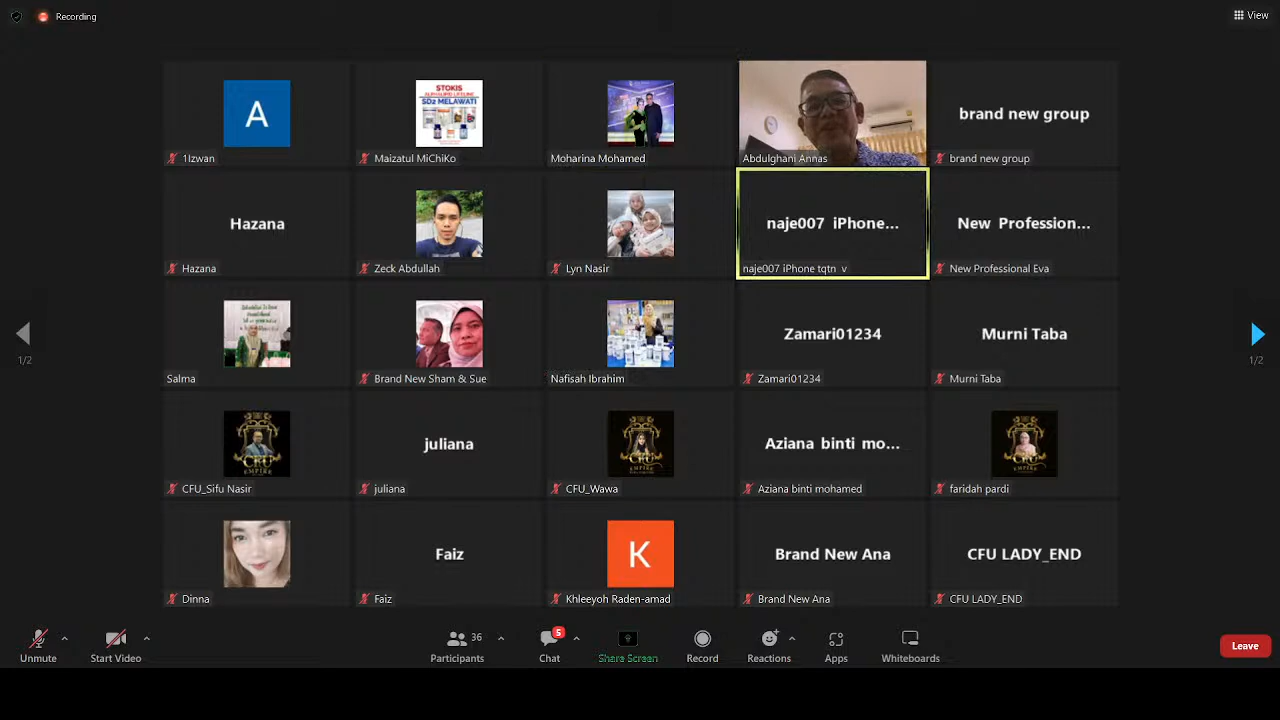 Recording
View
A
1Izwan
STOKIS
SD2 MELAWATI
Maizatul MiChiKo
Moharina Mohamed
Abdulghani Annas
brand new group
brand new group
Hazana
Hazana
Zeck Abdullah
Lyn Nasir
naje007 iPhone...
naje007 iPhone tqtn v
New Profession...
New Professional Eva
Salma
Brand New Sham & Sue
Nafisah Ibrahim
Zamari01234
Zamari01234
Murni Taba
Murni Taba
1/2
1/2
CFU
EMPIRE
CFU_Sifu Nasir
juliana
juliana
CFU
EMPIRE
CFU_Wawa
Aziana binti mo...
Aziana binti mohamed
CFU
EMPIRE
faridah pardi
Dinna
Faiz
Faiz
K
Khleeyoh Raden-amad
Brand New Ana
Brand New Ana
CFU LADY_END
CFU LADY_END
Unmute
Start Video
36
Participants
5
Chat
Share Screen
Record
Reactions
Apps
Whiteboards
Leave